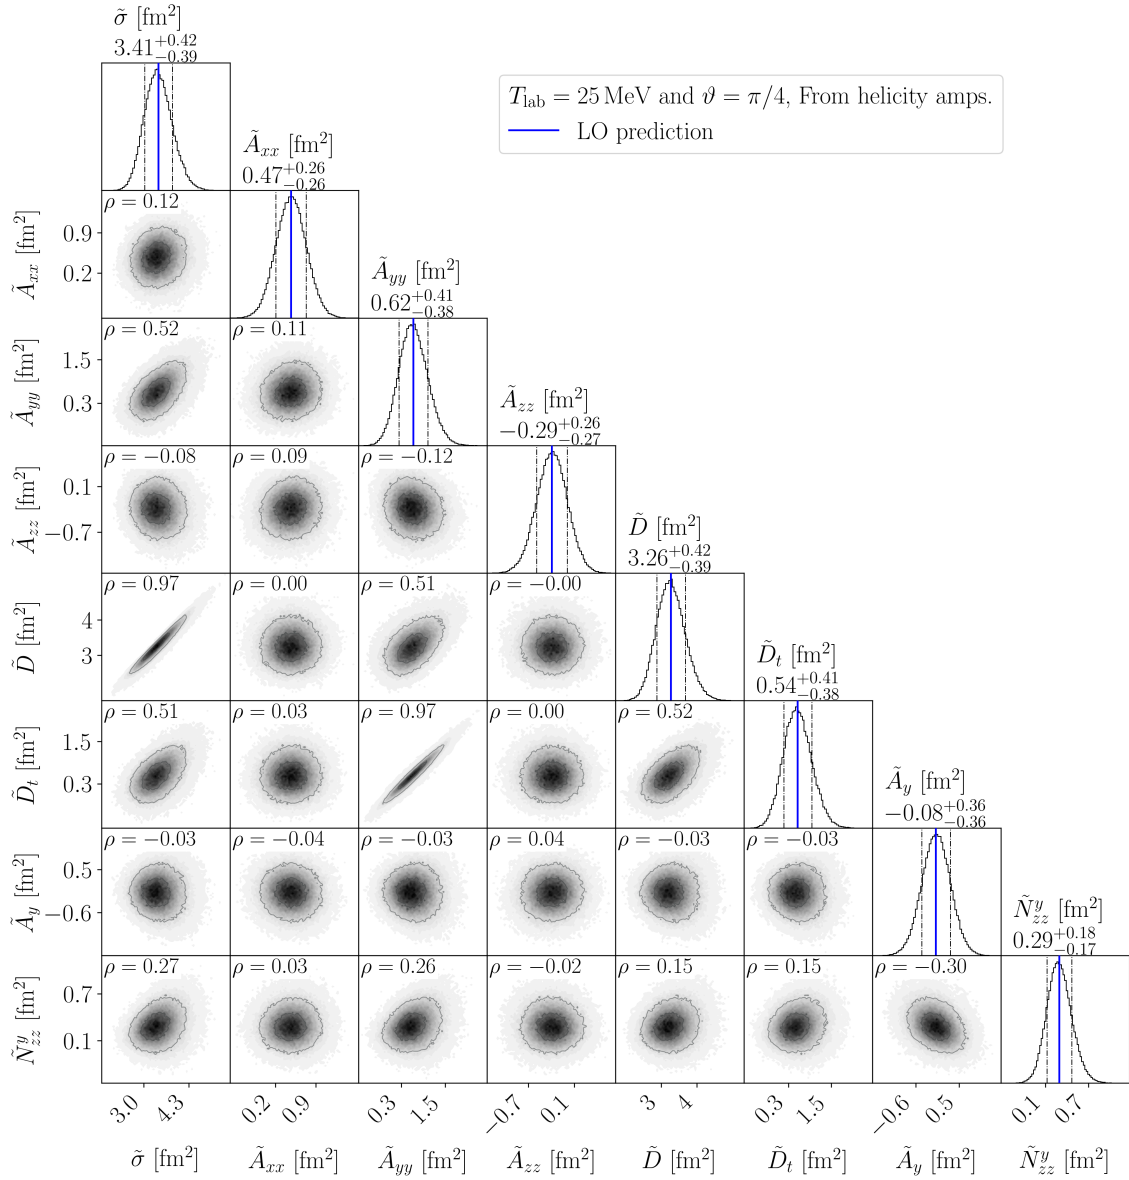 σ̃ [fm²]
3.41+0.42−0.39
T_lab = 25 MeV and ϑ = π/4, From helicity amps.
LO prediction
Ã_xx [fm²]
0.47+0.26−0.26
ρ = 0.12
Ã_xx [fm²]
0.9
0.2
Ã_yy [fm²]
0.62+0.41−0.38
ρ = 0.52
ρ = 0.11
Ã_yy [fm²]
1.5
0.3
Ã_zz [fm²]
−0.29+0.26−0.27
ρ = −0.08
ρ = 0.09
ρ = −0.12
Ã_zz [fm²]
0.1
−0.7
D̃ [fm²]
3.26+0.42−0.39
ρ = 0.97
ρ = 0.00
ρ = 0.51
ρ = −0.00
D̃ [fm²]
4
3
D̃_t [fm²]
0.54+0.41−0.38
ρ = 0.51
ρ = 0.03
ρ = 0.97
ρ = 0.00
ρ = 0.52
D̃_t [fm²]
1.5
0.3
Ã_y [fm²]
−0.08+0.36−0.36
ρ = −0.03
ρ = −0.04
ρ = −0.03
ρ = 0.04
ρ = −0.03
ρ = −0.03
Ã_y [fm²]
0.5
−0.6
Ñ^y_zz [fm²]
0.29+0.18−0.17
ρ = 0.27
ρ = 0.03
ρ = 0.26
ρ = −0.02
ρ = 0.15
ρ = 0.15
ρ = −0.30
Ñ^y_zz [fm²]
0.7
0.1
3.0 4.3 0.2 0.9 0.3 1.5 −0.7 0.1 3 4 0.3 1.5 −0.6 0.5 0.1 0.7
σ̃ [fm²] Ã_xx [fm²] Ã_yy [fm²] Ã_zz [fm²] D̃ [fm²] D̃_t [fm²] Ã_y [fm²] Ñ^y_zz [fm²]